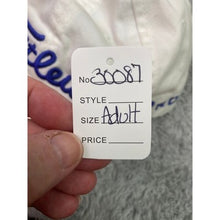 No. 30087
STYLE
SIZE Adult
PRICE